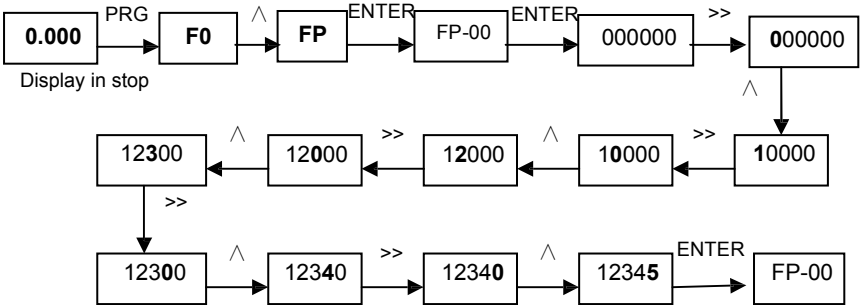 PRG ∧ ENTER ENTER >>
0.000 F0 FP FP-00 000000 000000
Display in stop
∧
∧ >> ∧ >>
12300 12000 12000 10000 10000
>>
∧ >> ∧ ENTER
12300 12340 12340 12345 FP-00